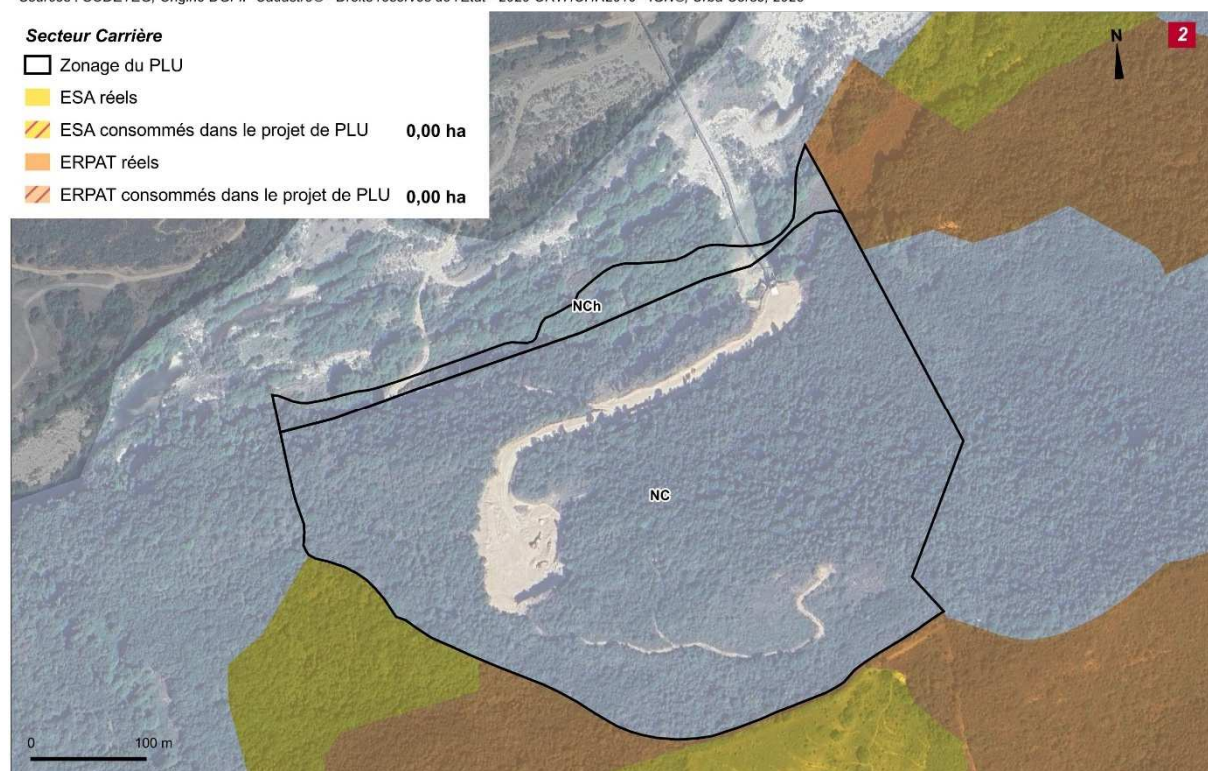 Secteur Carrière
Zonage du PLU
ESA réels
ESA consommés dans le projet de PLU 0,00 ha
ERPAT réels
ERPAT consommés dans le projet de PLU 0,00 ha
N
2
NCh
NC
0 100 m